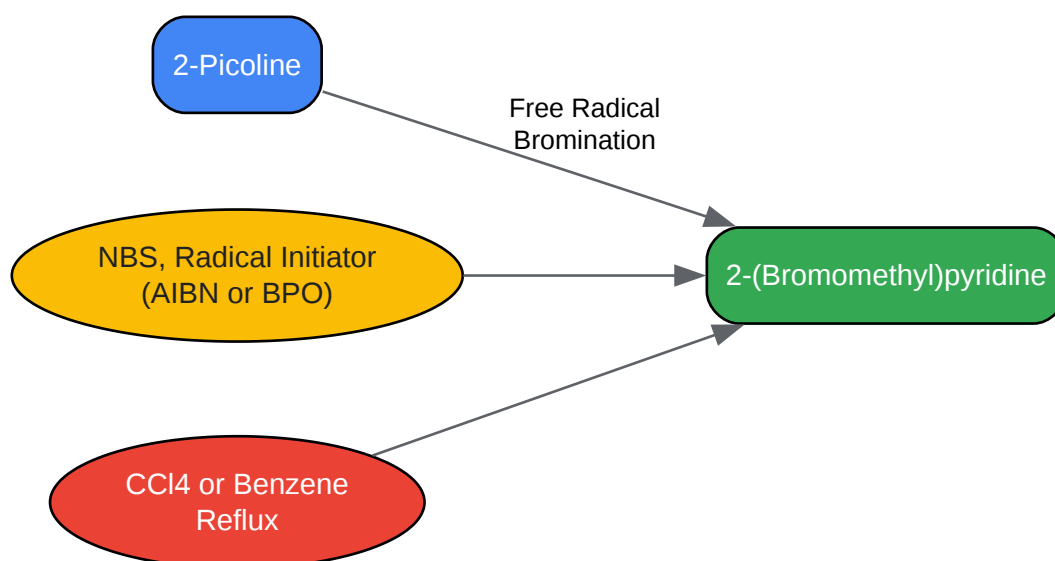 2-Picoline
Free Radical
Bromination
NBS, Radical Initiator
(AIBN or BPO)
2-(Bromomethyl)pyridine
CCl4 or Benzene
Reflux